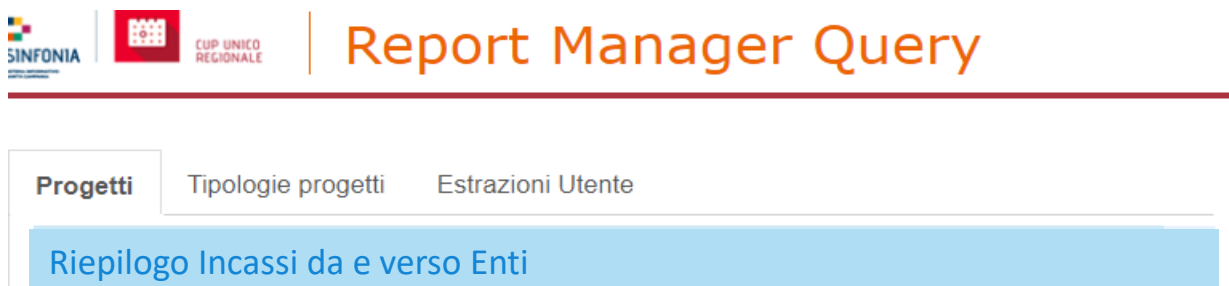 SINFONIA
CUP UNICO
REGIONALE
Report Manager Query
Progetti Tipologie progetti Estrazioni Utente
Riepilogo Incassi da e verso Enti